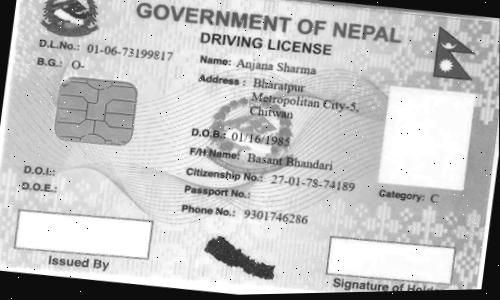 GOVERNMENT OF NEPAL
DRIVING LICENSE
D.L.No.: 01-06-73199817
B.G.: O-
Name: Anjana Sharma
Address : Bharatpur
Metropolitan City-5,
Chitwan
D.O.B.: 01/16/1985
F/H Name: Basant Bhandari
Citizenship No.: 27-01-78-74189
Passport No.:
Phone No.: 9301746286
Category: C
D.O.I.:
D.O.E.:
Issued By
Signature of Holder